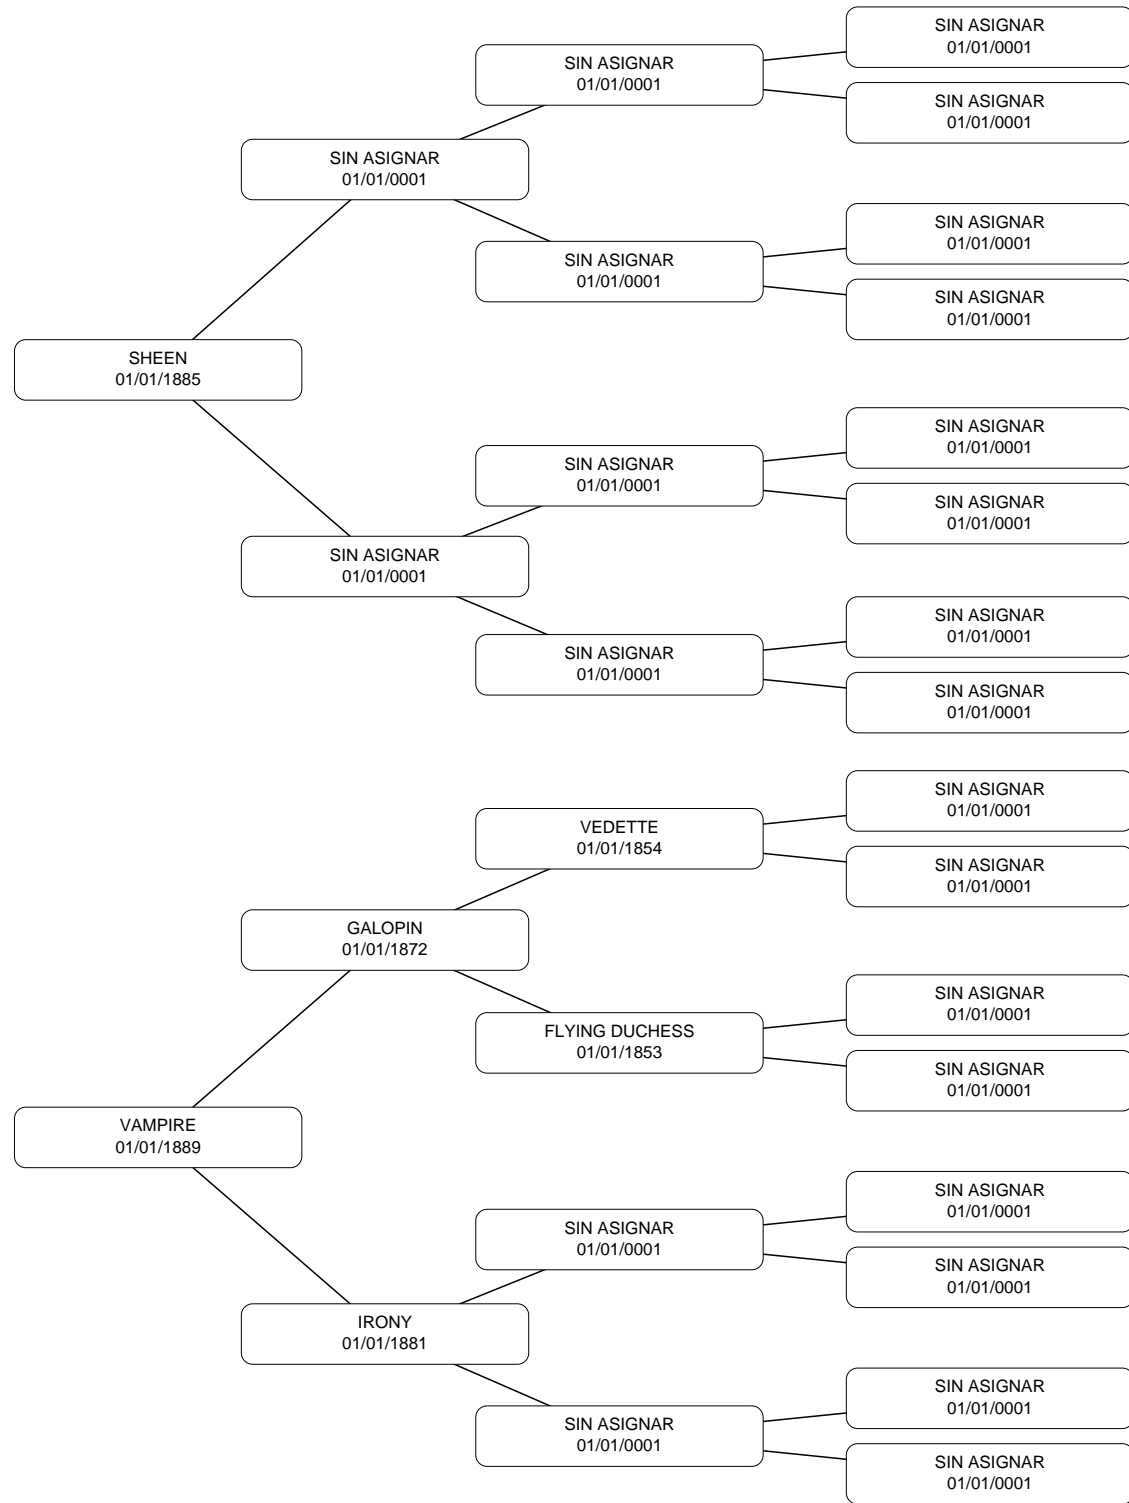 SIN ASIGNAR
01/01/0001
SIN ASIGNAR
01/01/0001
SIN ASIGNAR
01/01/0001
SIN ASIGNAR
01/01/0001
SIN ASIGNAR
01/01/0001
SIN ASIGNAR
01/01/0001
SIN ASIGNAR
01/01/0001
SHEEN
01/01/1885
SIN ASIGNAR
01/01/0001
SIN ASIGNAR
01/01/0001
SIN ASIGNAR
01/01/0001
SIN ASIGNAR
01/01/0001
SIN ASIGNAR
01/01/0001
SIN ASIGNAR
01/01/0001
SIN ASIGNAR
01/01/0001
SIN ASIGNAR
01/01/0001
VEDETTE
01/01/1854
SIN ASIGNAR
01/01/0001
GALOPIN
01/01/1872
SIN ASIGNAR
01/01/0001
FLYING DUCHESS
01/01/1853
SIN ASIGNAR
01/01/0001
VAMPIRE
01/01/1889
SIN ASIGNAR
01/01/0001
SIN ASIGNAR
01/01/0001
SIN ASIGNAR
01/01/0001
IRONY
01/01/1881
SIN ASIGNAR
01/01/0001
SIN ASIGNAR
01/01/0001
SIN ASIGNAR
01/01/0001